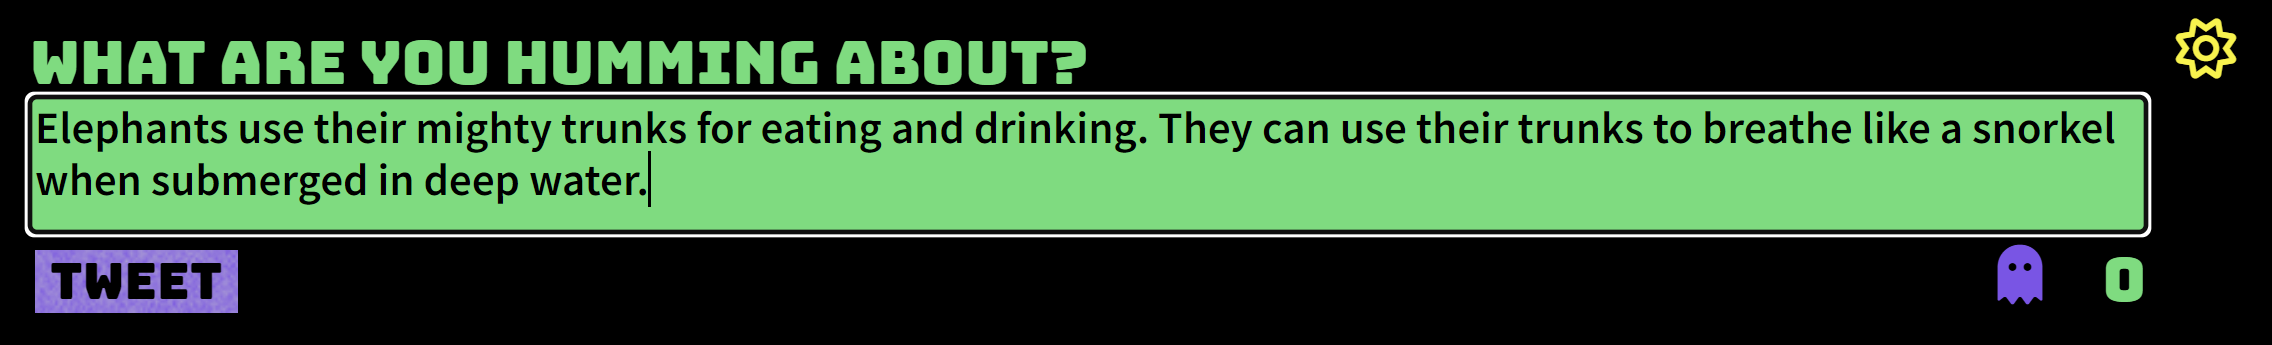 WHAT ARE YOU HUMMING ABOUT?
Elephants use their mighty trunks for eating and drinking. They can use their trunks to breathe like a snorkel
when submerged in deep water.
TWEET
0